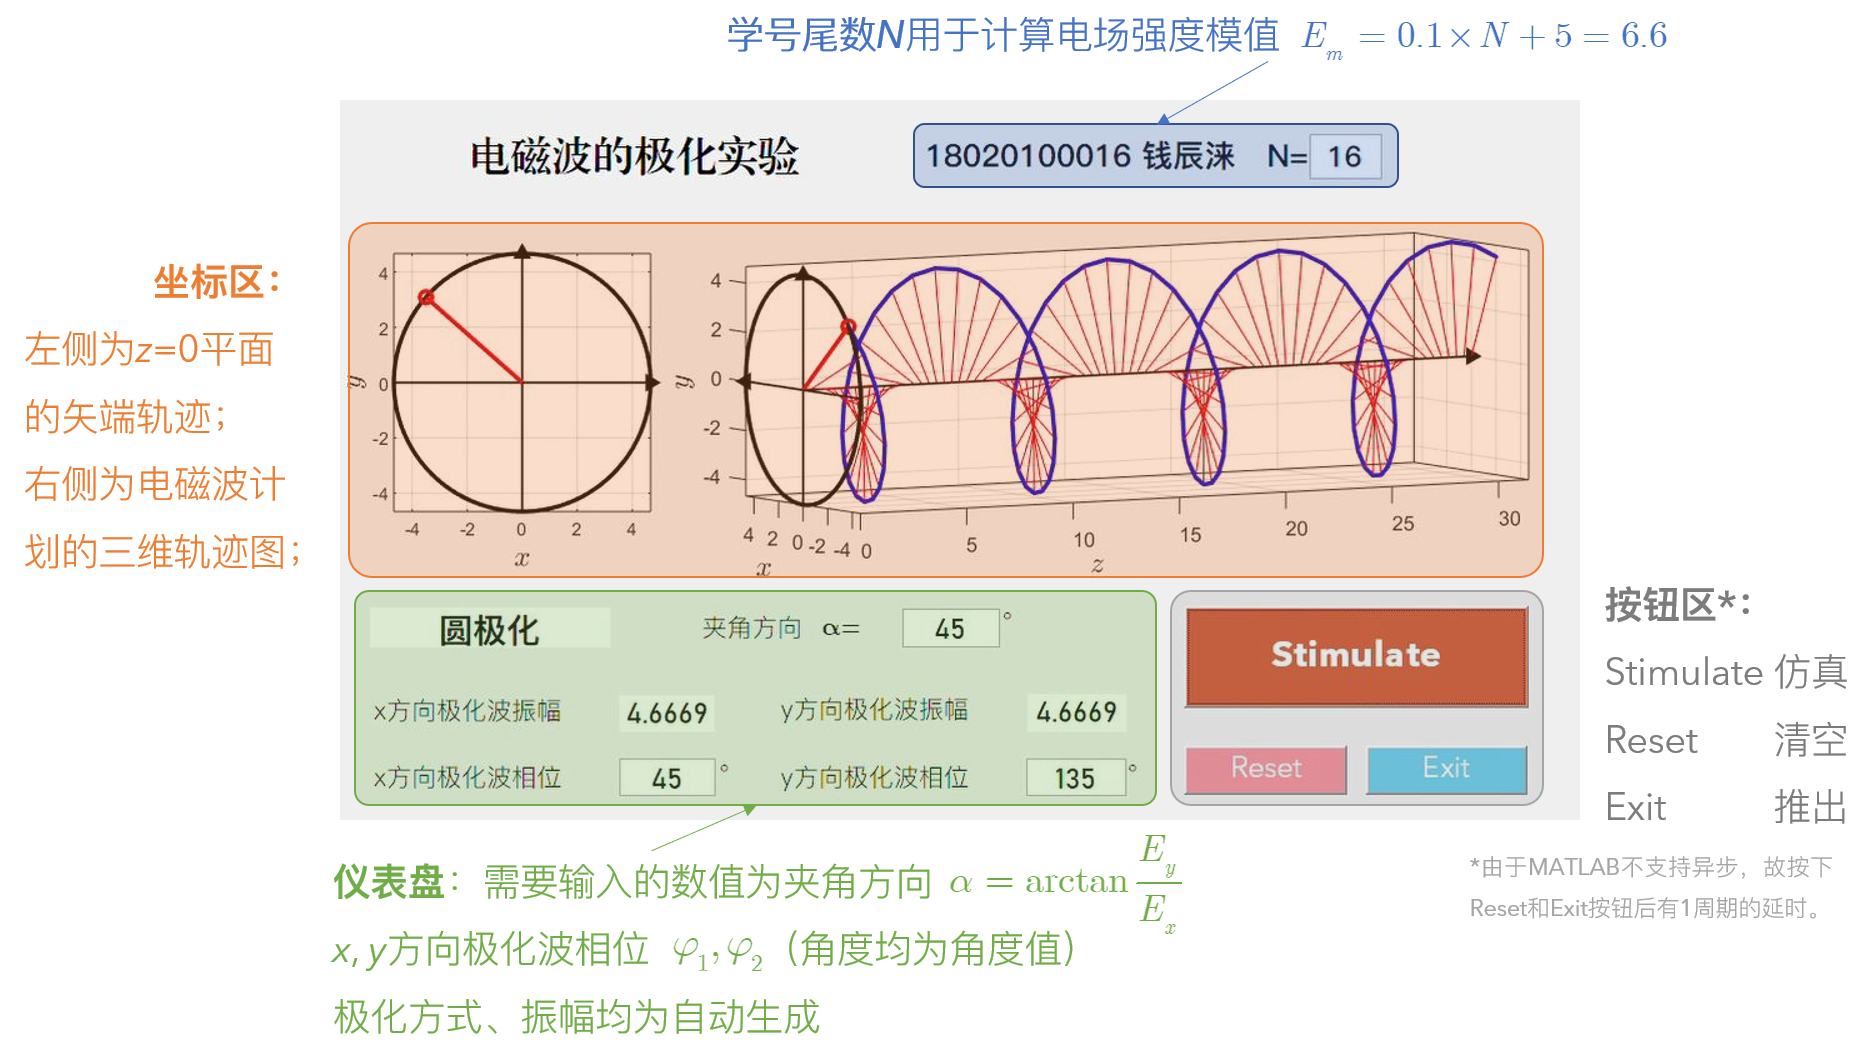 学号尾数N用于计算电场强度模值 E_m = 0.1×N+5=6.6
电磁波的极化实验
18020100016 钱辰涞 N= 16
坐标区：
左侧为z=0平面
的矢端轨迹；
右侧为电磁波计
划的三维轨迹图；
4
2
0
-2
-4
y
-4 -2 0 2 4
x
4
2
0
-2
-4
y
4 2 0 -2 -4
x
0 5 10 15 20 25 30
z
圆极化 夹角方向 α= 45 °
x方向极化波振幅 4.6669 y方向极化波振幅 4.6669
x方向极化波相位 45 ° y方向极化波相位 135 °
Stimulate
Reset Exit
按钮区*：
Stimulate 仿真
Reset 清空
Exit 推出
*由于MATLAB不支持异步，故按下
Reset和Exit按钮后有1周期的延时。
仪表盘：需要输入的数值为夹角方向 α = arctan E_y/E_x
x, y方向极化波相位 φ₁,φ₂（角度均为角度值）
极化方式、振幅均为自动生成